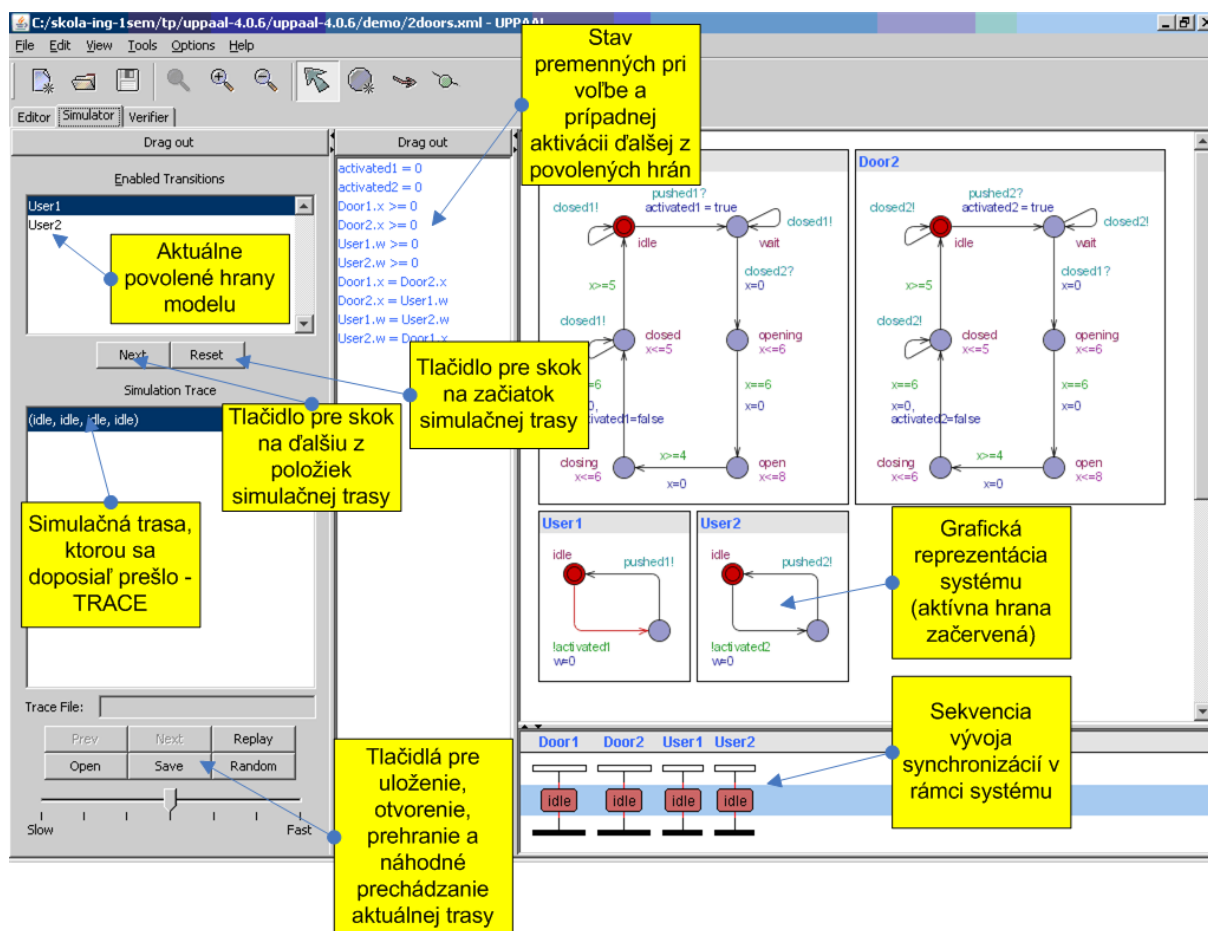 C:/skola-ing-1sem/tp/uppaal-4.0.6/uppaal-4.0.6/demo/2doors.xml - UPPAAL
File Edit View Tools Options Help
Editor Simulator Verifier
Drag out
Enabled Transitions
User1
User2
Aktuálne
povolené hrany
modelu
Next Reset
Simulation Trace
(idle, idle, idle, idle)
Simulačná trasa,
ktorou sa
doposiaľ prešlo -
TRACE
Trace File:
Prev Next Replay
Open Save Random
Slow Fast
Tlačidlo pre skok
na ďalšiu z
položiek
simulačnej trasy
Tlačidlo pre skok
na začiatok
simulačnej trasy
Tlačidlá pre
uloženie,
otvorenie,
prehranie a
náhodné
prechádzanie
aktuálnej trasy
Drag out
activated1 = 0
activated2 = 0
Door1.x >= 0
Door2.x >= 0
User1.w >= 0
User2.w >= 0
Door1.x = Door2.x
Door2.x = User1.w
User1.w = User2.w
User2.w = Door1.x
Stav
premenných pri
voľbe a
prípadnej
aktivácii ďalšej z
povolených hrán
pushed1?
closed1! activated1 = true
closed1!
idle wait
closed2?
x>=5 x=0
closed1!
closed opening
x<=5 x<=6
x==6 x==6
x=0, x=0
activated1=false
x>=4
closing open
x<=6 x<=8
x=0
Door2
pushed2?
closed2! activated2 = true
closed2!
idle wait
closed1?
x>=5 x=0
closed2!
closed opening
x<=5 x<=6
x==6 x==6
x=0, x=0
activated2=false
x>=4
closing open
x<=6 x<=8
x=0
User1
idle
pushed1!
!activated1
w=0
User2
idle
pushed2!
!activated2
w=0
Grafická
reprezentácia
systému
(aktívna hrana
začervená)
Door1 Door2 User1 User2
idle idle idle idle
Sekvencia
vývoja
synchronizácií v
rámci systému